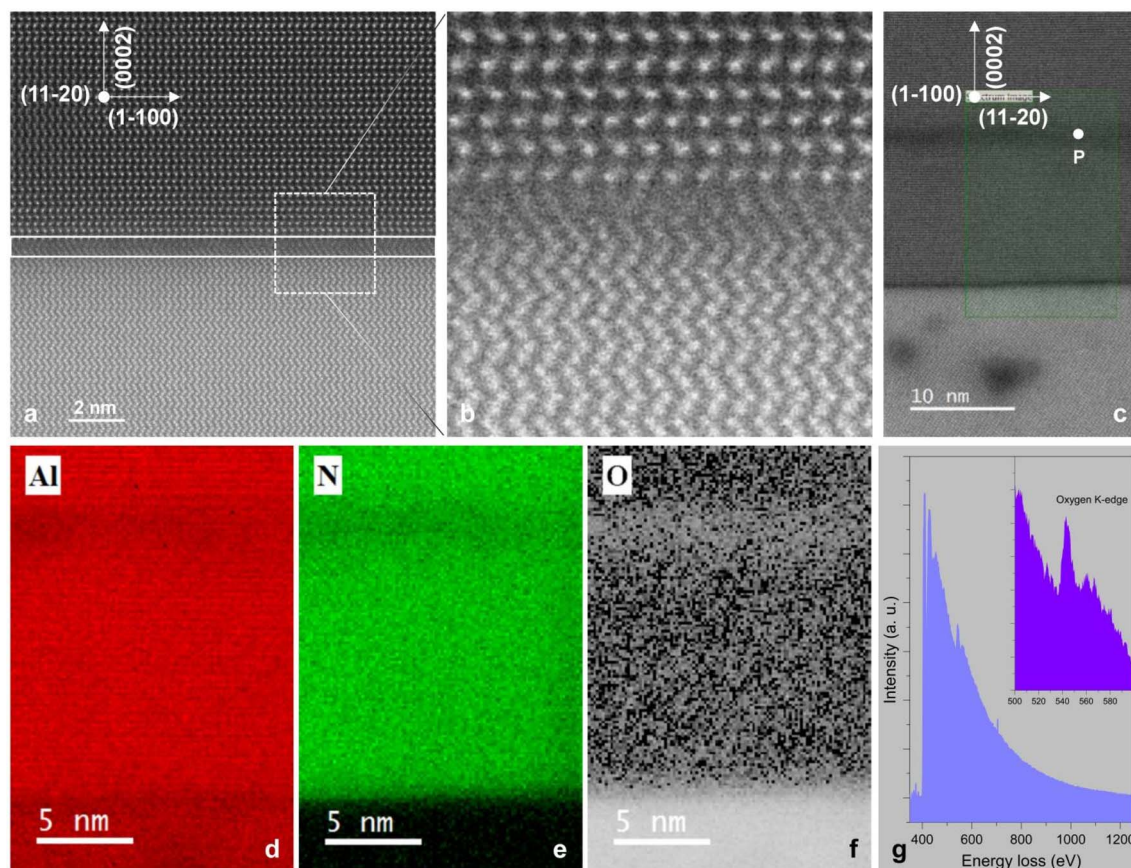 (0002)
(11-20)
(1-100)
2 nm
a
b
(0002)
(1-100)
(11-20)
P
10 nm
c
Al
5 nm
d
N
5 nm
e
O
5 nm
f
Intensity (a. u.)
Oxygen K-edge
500 520 540 560 580
400 600 800 1000 1200
Energy loss (eV)
g